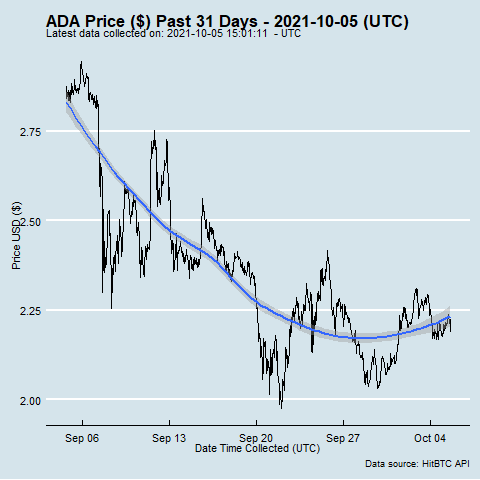 ADA Price ($) Past 31 Days - 2021-10-05 (UTC)
Latest data collected on: 2021-10-05 15:01:11 - UTC
Price USD ($)
2.75
2.50
2.25
2.00
Sep 06 Sep 13 Sep 20 Sep 27 Oct 04
Date Time Collected (UTC)
Data source: HitBTC API